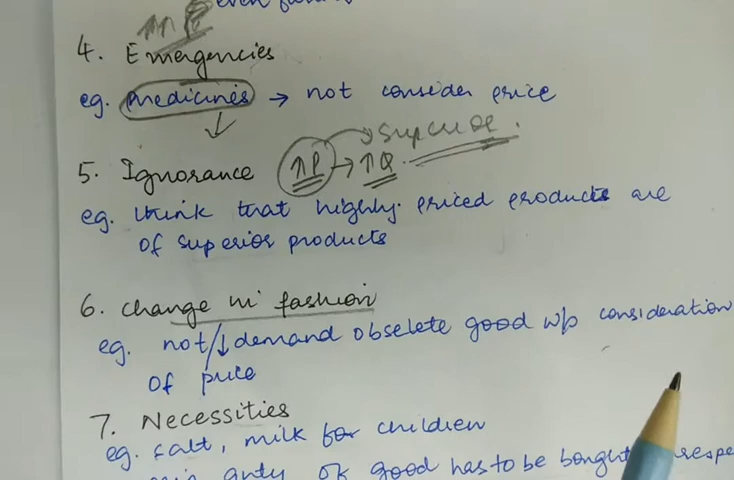 even
↑↑ P
4. Emergencies
eg. medicines → not consider price
↓
superior.
5. Ignorance ↑P → ↑Q
eg. think that highly priced products are
of superior products
6. change in fashion
eg. not/↓ demand obselete good w/o consideration
of price
7. Necessities
eg. salt, milk for children
qnty of good has to be bought